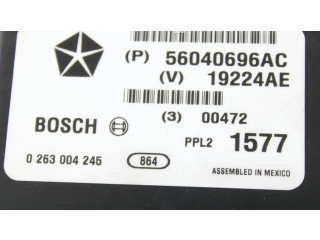 (P) 56040696AC
(V) 19224AE
(3) 00472
BOSCH
PPL2 1577
0 263 004 245 864
ASSEMBLED IN MEXICO